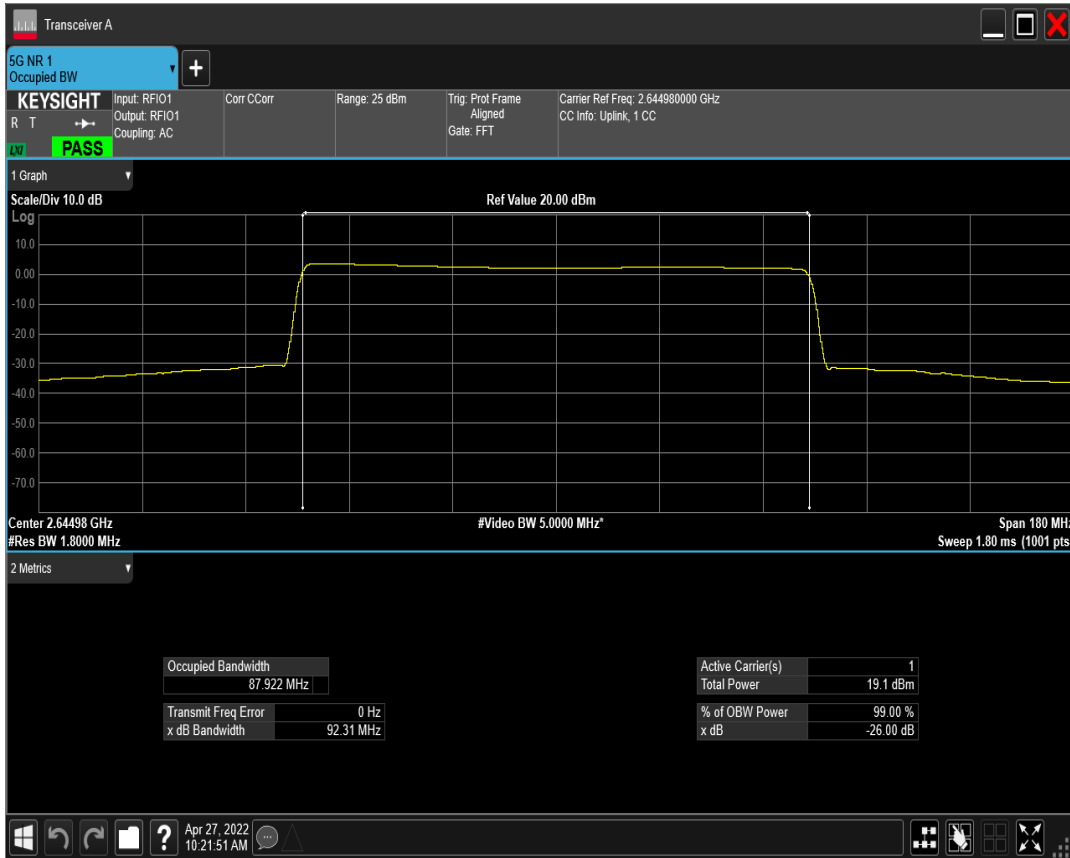 Transceiver A
5G NR 1
Occupied BW
KEYSIGHT
R T
LXI
PASS
Input: RFIO1
Output: RFIO1
Coupling: AC
Corr CCorr
Range: 25 dBm
Trig: Prot Frame
Aligned
Gate: FFT
Carrier Ref Freq: 2.644980000 GHz
CC Info: Uplink, 1 CC
1 Graph
Scale/Div 10.0 dB
Ref Value 20.00 dBm
Log
10.0
0.00
-10.0
-20.0
-30.0
-40.0
-50.0
-60.0
-70.0
Center 2.64498 GHz
#Video BW 5.0000 MHz*
Span 180 MHz
#Res BW 1.8000 MHz
Sweep 1.80 ms (1001 pts
2 Metrics
Occupied Bandwidth
87.922 MHz
Transmit Freq Error 0 Hz
x dB Bandwidth 92.31 MHz
Active Carrier(s) 1
Total Power 19.1 dBm
% of OBW Power 99.00 %
x dB -26.00 dB
?
Apr 27, 2022
10:21:51 AM